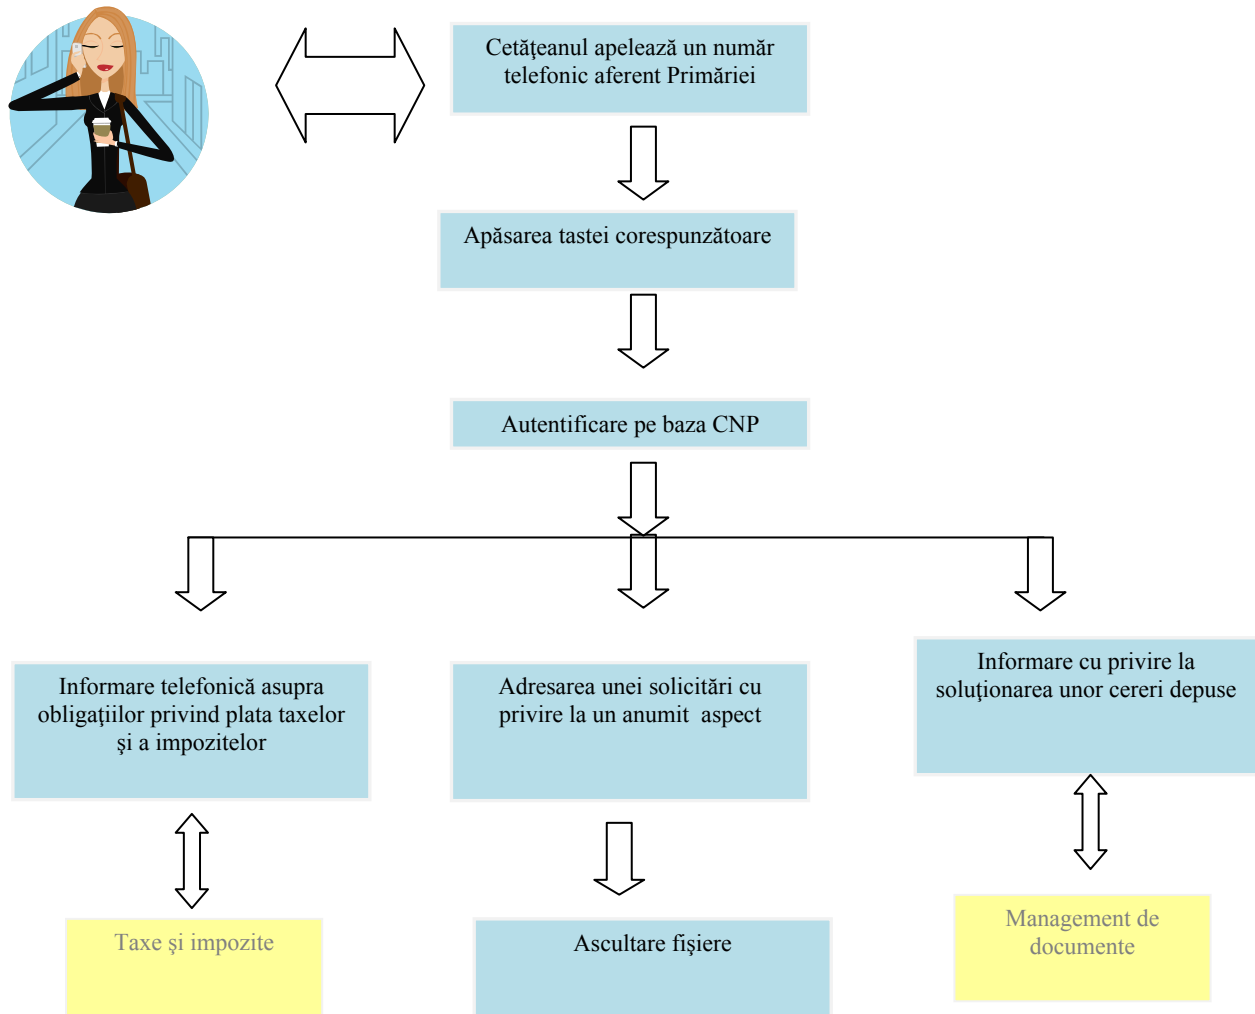 Cetăţeanul apelează un număr
telefonic aferent Primăriei
Apăsarea tastei corespunzătoare
Autentificare pe baza CNP
Informare telefonică asupra
obligaţiilor privind plata taxelor
şi a impozitelor
Adresarea unei solicitări cu
privire la un anumit aspect
Informare cu privire la
soluţionarea unor cereri depuse
Taxe şi impozite
Ascultare fişiere
Management de
documente